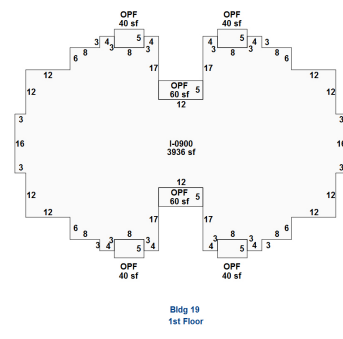 OPF
40 sf
OPF
40 sf
3 4 5 4
3
8 8
4 5 4 3
3
8 8
6 6
17 17
12 12
OPF
60 sf 5
12
12 12
3 3
I-0900
3936 sf
16 16
3 3
12
OPF
60 sf 5
12 12
17 17
12 12
6 6
8 8
3 4 3 5 3 4
8 8
4 3 5 3 4 3
OPF
40 sf
OPF
40 sf
Bldg 19
1st Floor